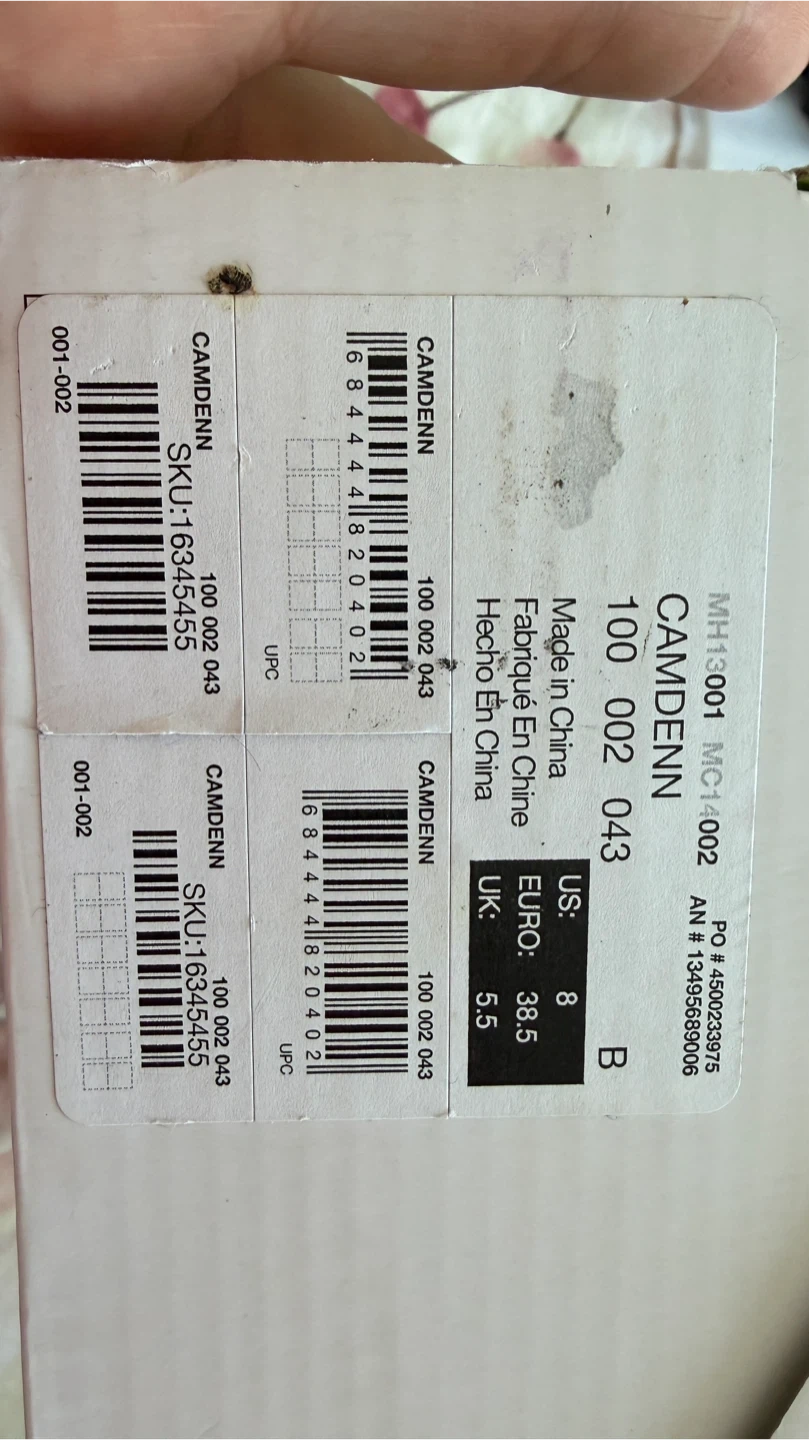 MH13001 MC14002
PO # 4500233975
AN # 13495689006
CAMDENN
100 002 043 B
Made in China
Fabriqué En Chine
Hecho En China
US: 8
EURO: 38.5
UK: 5.5
CAMDENN 100 002 043
6 84444 82040 2
UPC
CAMDENN 100 002 043
6 84444 82040 2
UPC
CAMDENN 100 002 043
SKU:16345455
001-002
CAMDENN 100 002 043
SKU:16345455
001-002